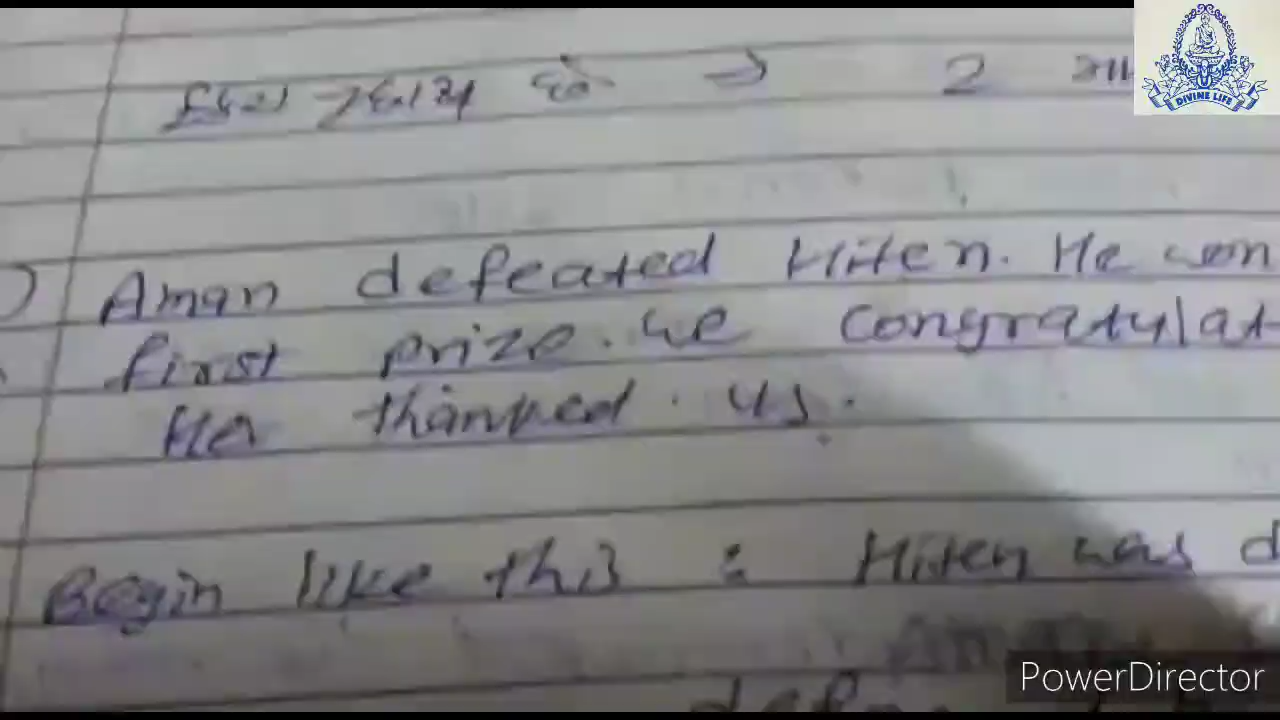 DIVINE LIFE
2
Aman defeated Hiten. He won
first prize. we congratulat
He thanked us.
Begin like this : Hiten was d
PowerDirector